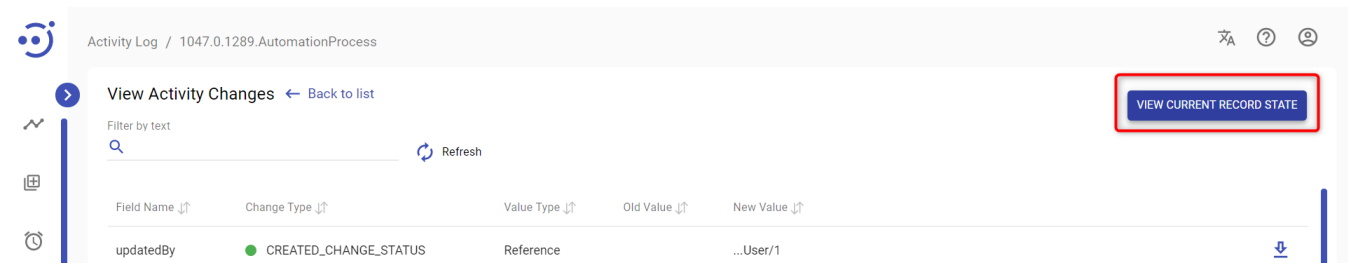 Activity Log / 1047.0.1289.AutomationProcess
View Activity Changes ← Back to list
VIEW CURRENT RECORD STATE
Filter by text
Refresh
Field Name Change Type Value Type Old Value New Value
updatedBy CREATED_CHANGE_STATUS Reference ...User/1